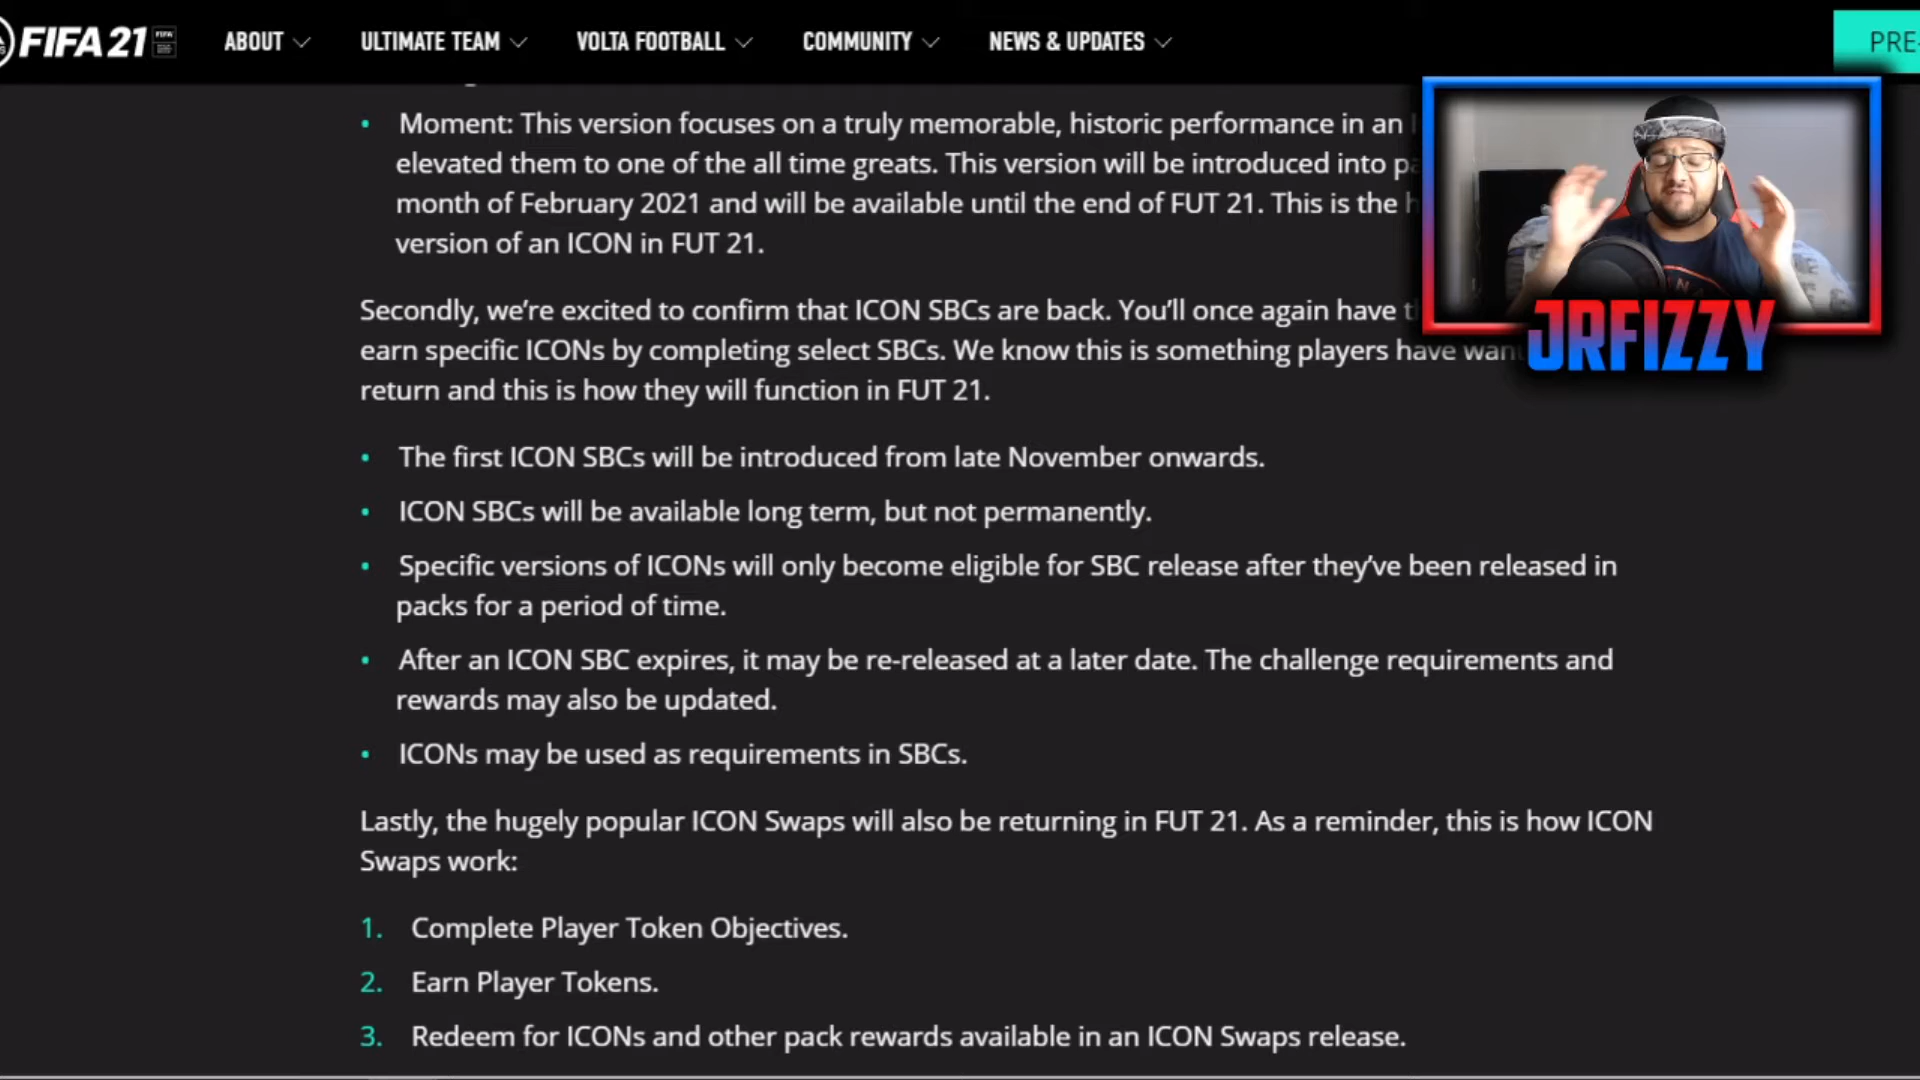 FIFA 21
ABOUT
ULTIMATE TEAM
VOLTA FOOTBALL
COMMUNITY
NEWS & UPDATES
PRE-
• Moment: This version focuses on a truly memorable, historic performance in an
elevated them to one of the all time greats. This version will be introduced into
month of February 2021 and will be available until the end of FUT 21. This is the
version of an ICON in FUT 21.
JRFIZZY
Secondly, we're excited to confirm that ICON SBCs are back. You'll once again have
earn specific ICONs by completing select SBCs. We know this is something players have
return and this is how they will function in FUT 21.
• The first ICON SBCs will be introduced from late November onwards.
• ICON SBCs will be available long term, but not permanently.
• Specific versions of ICONs will only become eligible for SBC release after they've been released in
packs for a period of time.
• After an ICON SBC expires, it may be re-released at a later date. The challenge requirements and
rewards may also be updated.
• ICONs may be used as requirements in SBCs.
Lastly, the hugely popular ICON Swaps will also be returning in FUT 21. As a reminder, this is how ICON
Swaps work:
1. Complete Player Token Objectives.
2. Earn Player Tokens.
3. Redeem for ICONs and other pack rewards available in an ICON Swaps release.